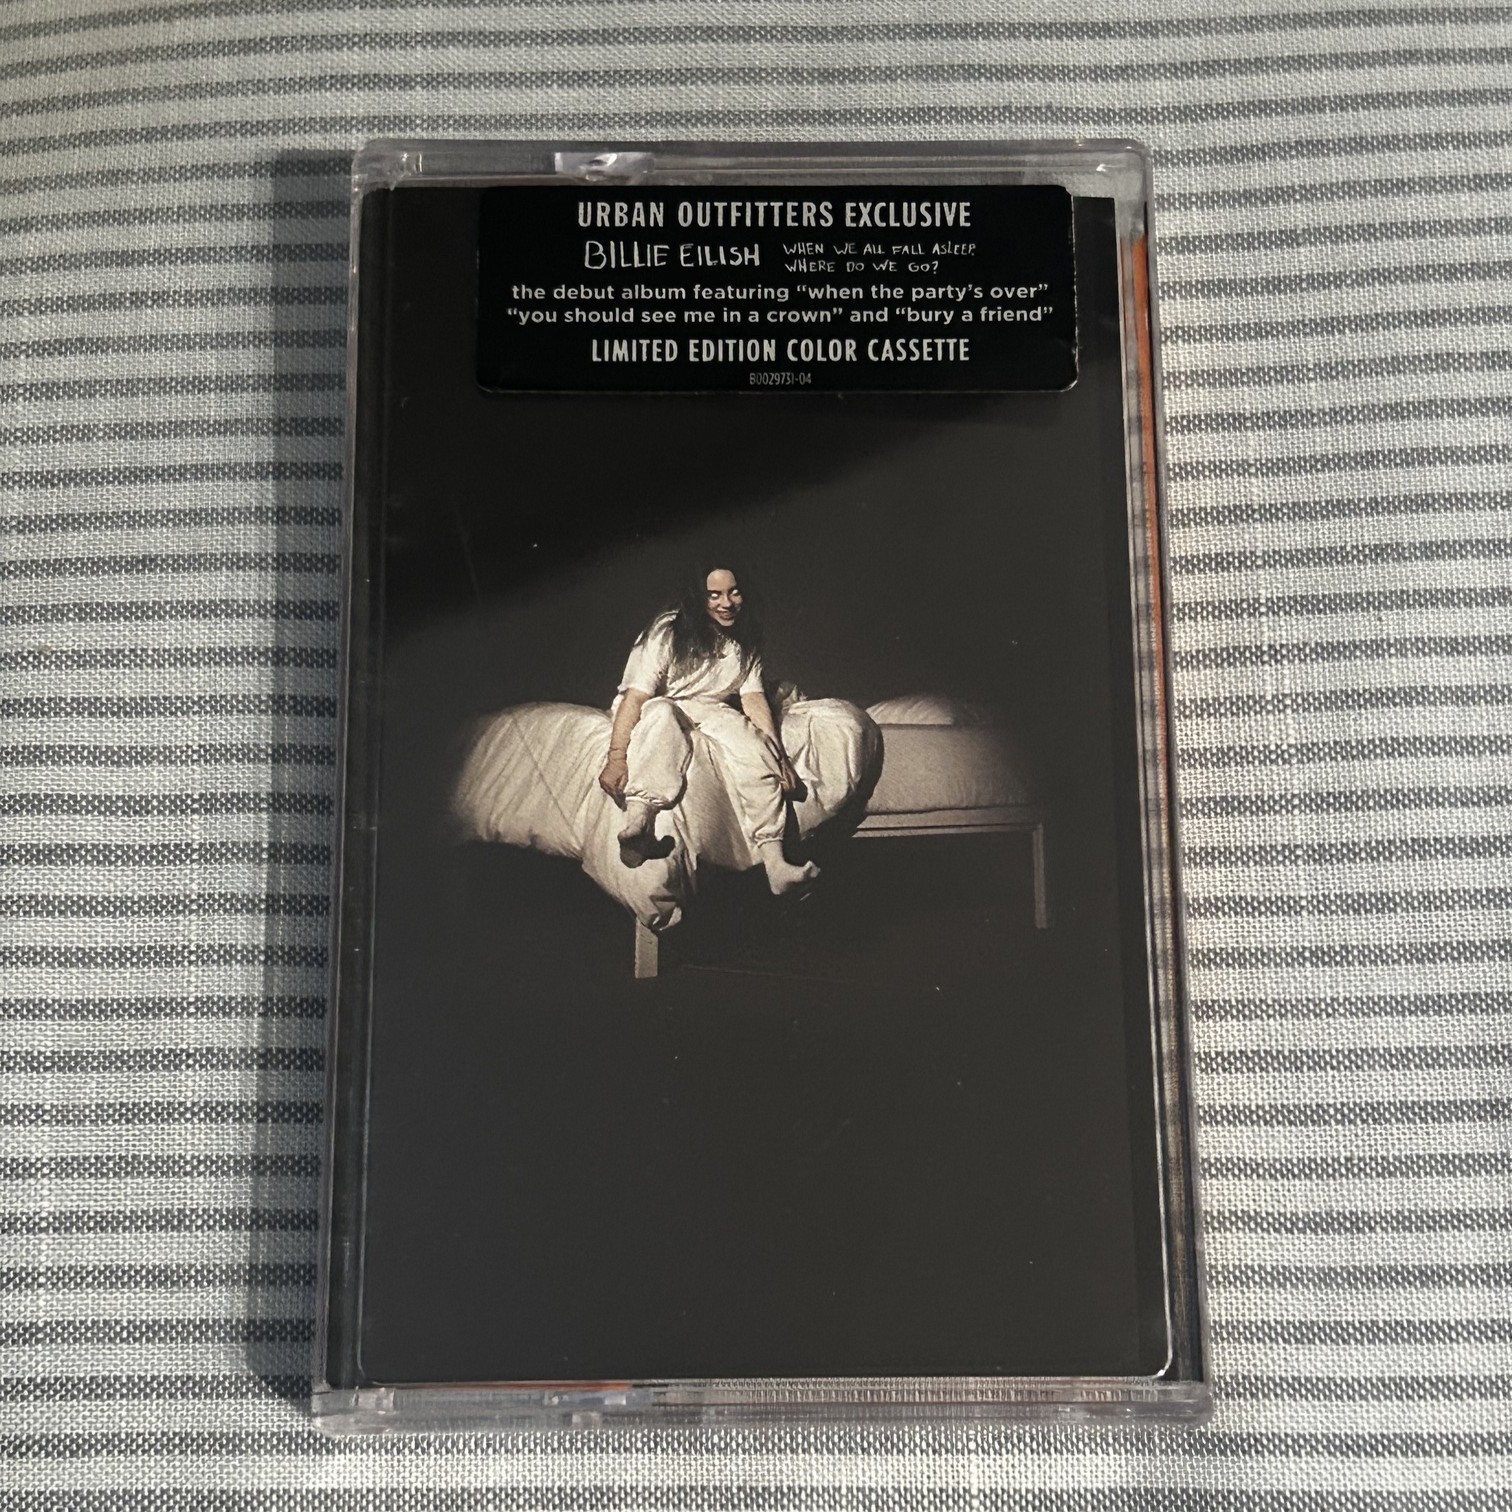 URBAN OUTFITTERS EXCLUSIVE
BILLIE EILISH WHEN WE ALL FALL ASLEEP,
WHERE DO WE GO?
the debut album featuring “when the party’s over”
“you should see me in a crown” and “bury a friend”
LIMITED EDITION COLOR CASSETTE
B0029731-04